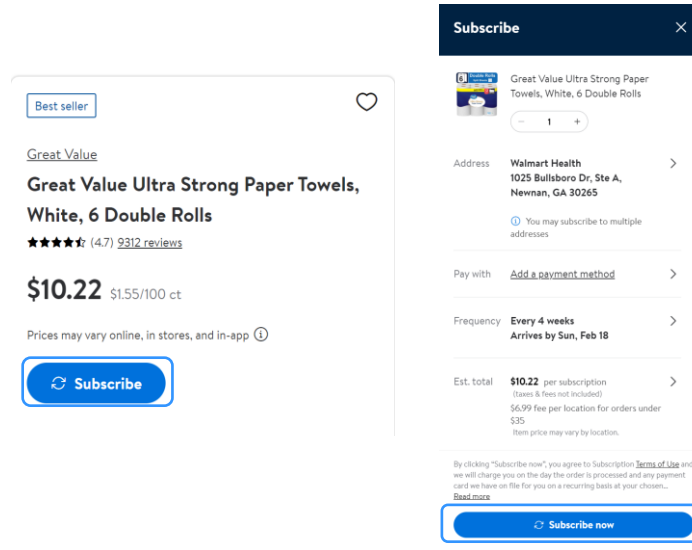 Best seller
Great Value
Great Value Ultra Strong Paper Towels,
White, 6 Double Rolls
(4.7) 9312 reviews
$10.22 $1.55/100 ct
Prices may vary online, in stores, and in-app
Subscribe
Subscribe
6 Double Rolls
Great Value Ultra Strong Paper
Towels, White, 6 Double Rolls
− 1 +
Address Walmart Health
1025 Bullsboro Dr, Ste A,
Newnan, GA 30265
You may subscribe to multiple
addresses
Pay with Add a payment method
Frequency Every 4 weeks
Arrives by Sun, Feb 18
Est. total $10.22 per subscription
(taxes & fees not included)
$6.99 fee per location for orders under
$35
Item price may vary by location.
By clicking "Subscribe now", you agree to Subscription Terms of Use and
we will charge you on the day the order is processed and any payment
card we have on file for you on a recurring basis at your chosen...
Read more
Subscribe now